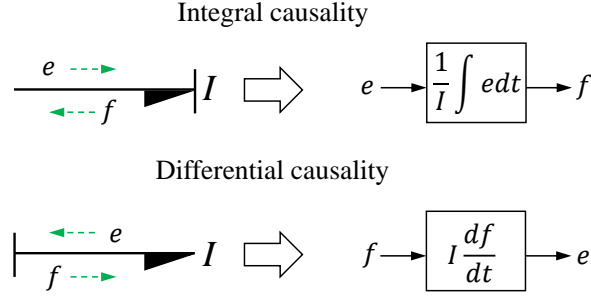 Integral causality
e
f
I
e
1/I ∫ edt
f
Differential causality
e
f
I
f
I df/dt
e